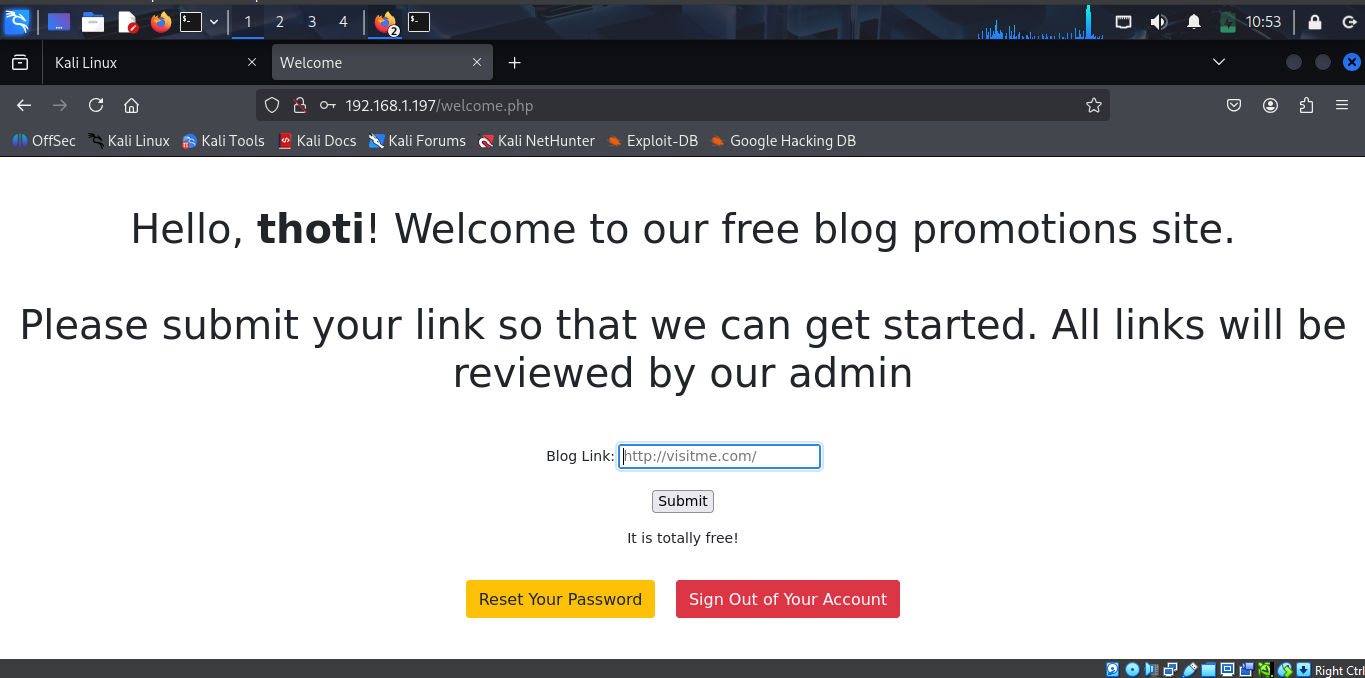 1 2 3 4 2 10:53
Kali Linux Welcome
192.168.1.197/welcome.php
OffSec Kali Linux Kali Tools Kali Docs Kali Forums Kali NetHunter Exploit-DB Google Hacking DB
Hello, thoti! Welcome to our free blog promotions site.
Please submit your link so that we can get started. All links will be
reviewed by our admin
Blog Link: http://visitme.com/
Submit
It is totally free!
Reset Your Password Sign Out of Your Account
Right Ctrl